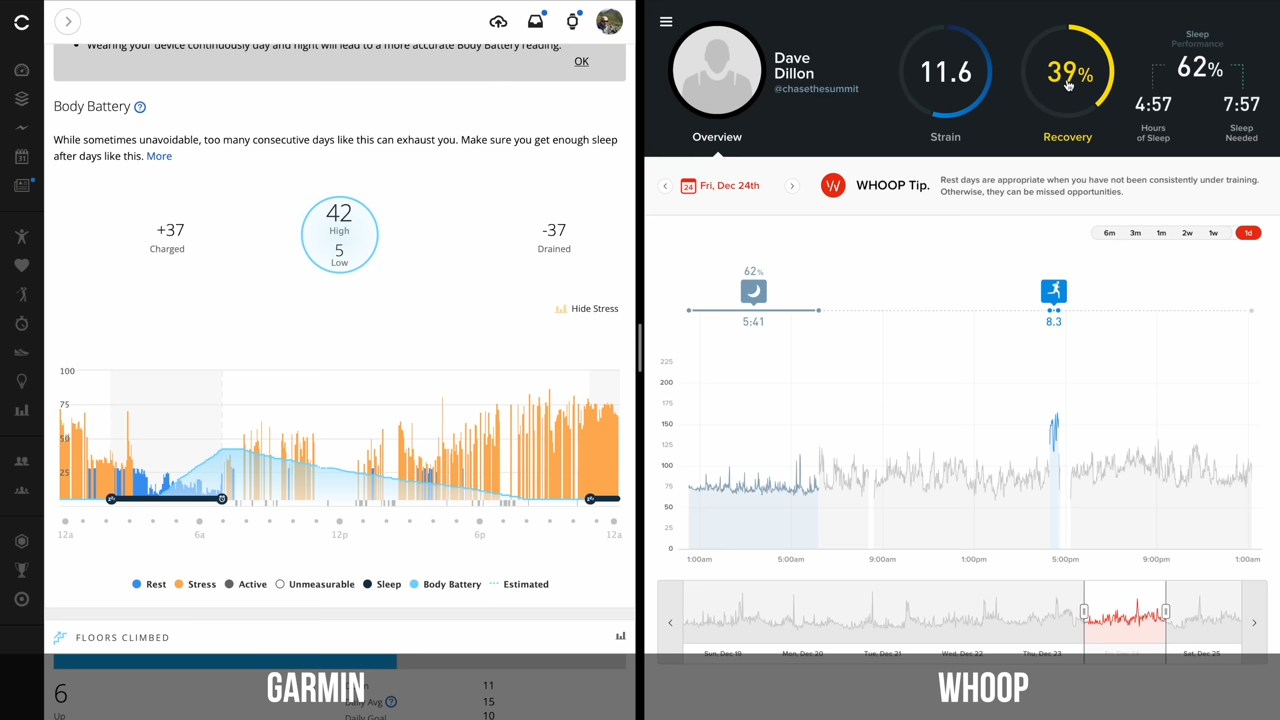 Wearing your device continuously day and night will lead to a more accurate Body Battery reading.
OK
Body Battery ?
While sometimes unavoidable, too many consecutive days like this can exhaust you. Make sure you get enough sleep
after days like this. More
+37
Charged
42
High
5
Low
-37
Drained
Hide Stress
100
75
50
25
12a
6a
12p
6p
12a
Rest
Stress
Active
Unmeasurable
Sleep
Body Battery
Estimated
FLOORS CLIMBED
6
Up
11
Daily Avg ?
15
Daily Goal
10
GARMIN
Dave
Dillon
@chasethesummit
Overview
11.6
Strain
39%
Recovery
Sleep
Performance
62%
4:57
Hours
of Sleep
7:57
Sleep
Needed
24
Fri, Dec 24th
W
WHOOP Tip.
Rest days are appropriate when you have not been consistently under training.
Otherwise, they can be missed opportunities.
6m 3m 1m 2w 1w 1d
62%
5:41
8.3
225
200
175
150
125
100
75
50
25
0
1:00am 5:00am 9:00am 1:00pm 5:00pm 9:00pm 1:00am
Sun, Dec 19 Mon, Dec 20 Tue, Dec 21 Wed, Dec 22 Thu, Dec 23 Sat, Dec 25
WHOOP